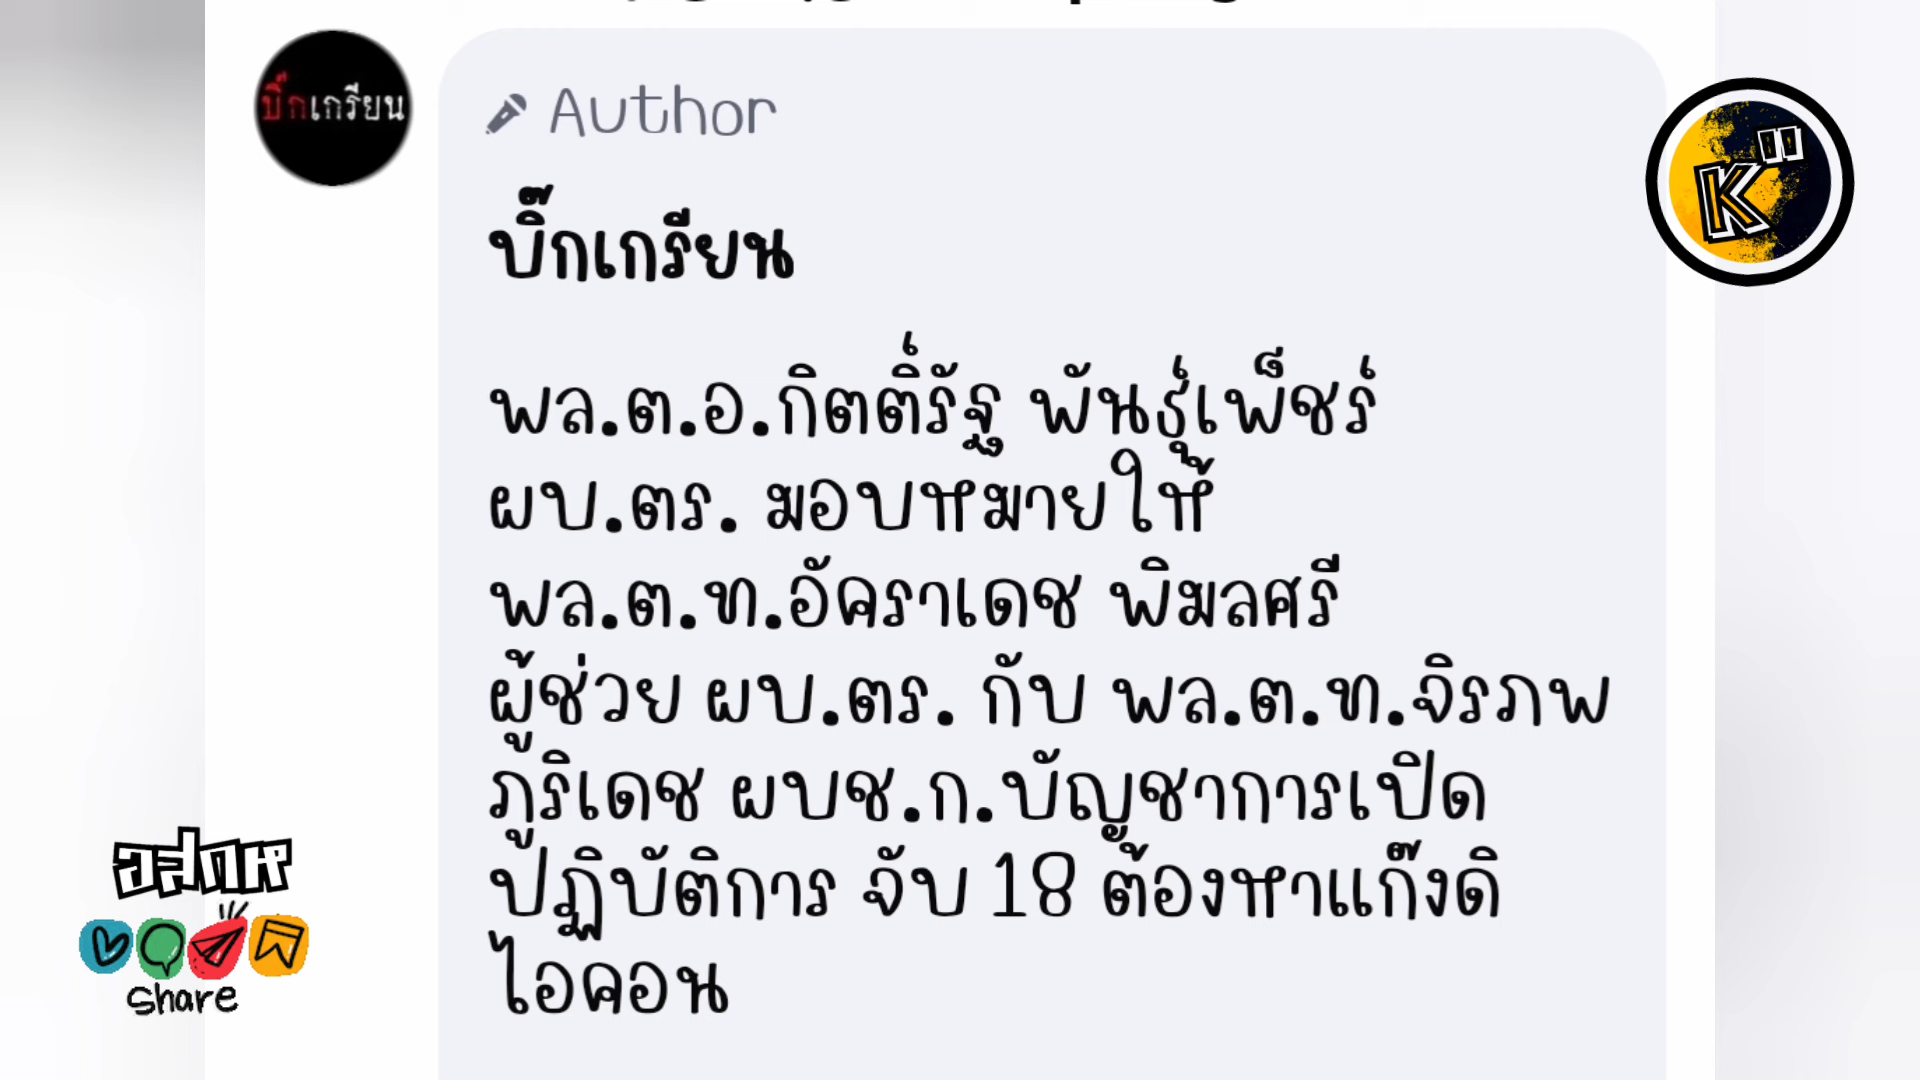 บิ๊กเกรียน
Author
บิ๊กเกรียน
K"
พล.ต.อ.กิตติ์รัฐ พันธุ์เพ็ชร์
ผบ.ตร. มอบหมายให้
พล.ต.ท.อัคราเดช พิมลศรี
ผู้ช่วย ผบ.ตร. กับ พล.ต.ท.จิรภพ
ภูริเดช ผบช.ก.บัญชาการเปิด
ปฏิบัติการ จับ 18 ต้องหาแก๊งดิ
ไอคอน
อสกห
share